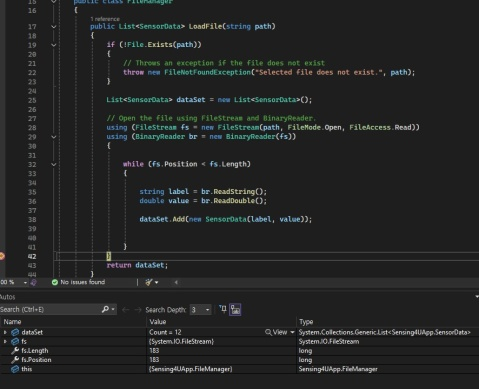 15 public class FileManager
16 {
1 reference
17 public List<SensorData> LoadFile(string path)
18 {
19 if (!File.Exists(path))
20 {
21 // Throws an exception if the file does not exist
22 throw new FileNotFoundException("Selected file does not exist.", path);
23 }
24
25 List<SensorData> dataSet = new List<SensorData>();
26
27 // Open the file using FileStream and BinaryReader.
28 using (FileStream fs = new FileStream(path, FileMode.Open, FileAccess.Read))
29 using (BinaryReader br = new BinaryReader(fs))
30 {
31
32 while (fs.Position < fs.Length)
33 {
34
35 string label = br.ReadString();
36 double value = br.ReadDouble();
37
38 dataSet.Add(new SensorData(label, value));
39
40
41 }
42 }
43 return dataSet;
44 }
00 % No issues found
Autos
Search (Ctrl+E) Search Depth: 3
Name Value Type
dataSet Count = 12 View System.Collections.Generic.List<Sensing4UApp.SensorData>
fs {System.IO.FileStream} System.IO.FileStream
fs.Length 183 long
fs.Position 183 long
this {Sensing4UApp.FileManager} Sensing4UApp.FileManager